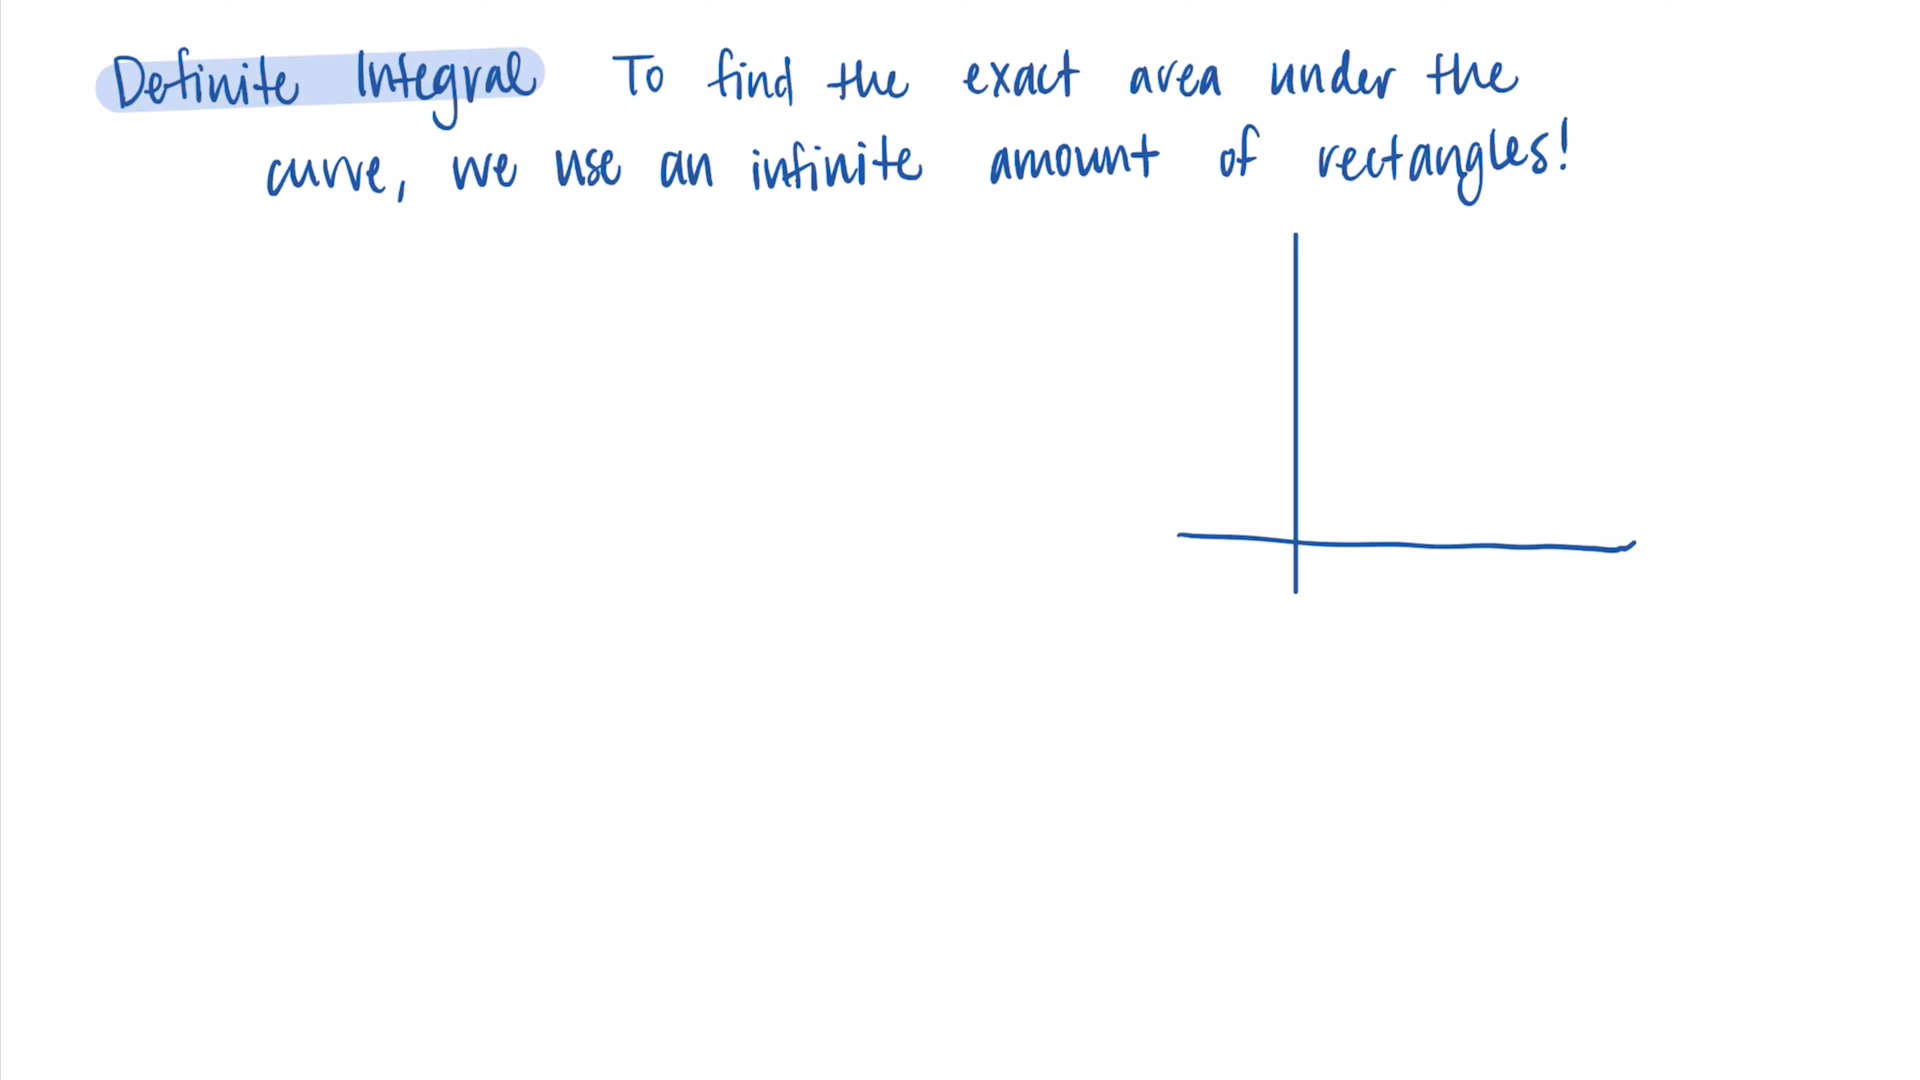 Definite Integral To find the exact area under the
curve, we use an infinite amount of rectangles!